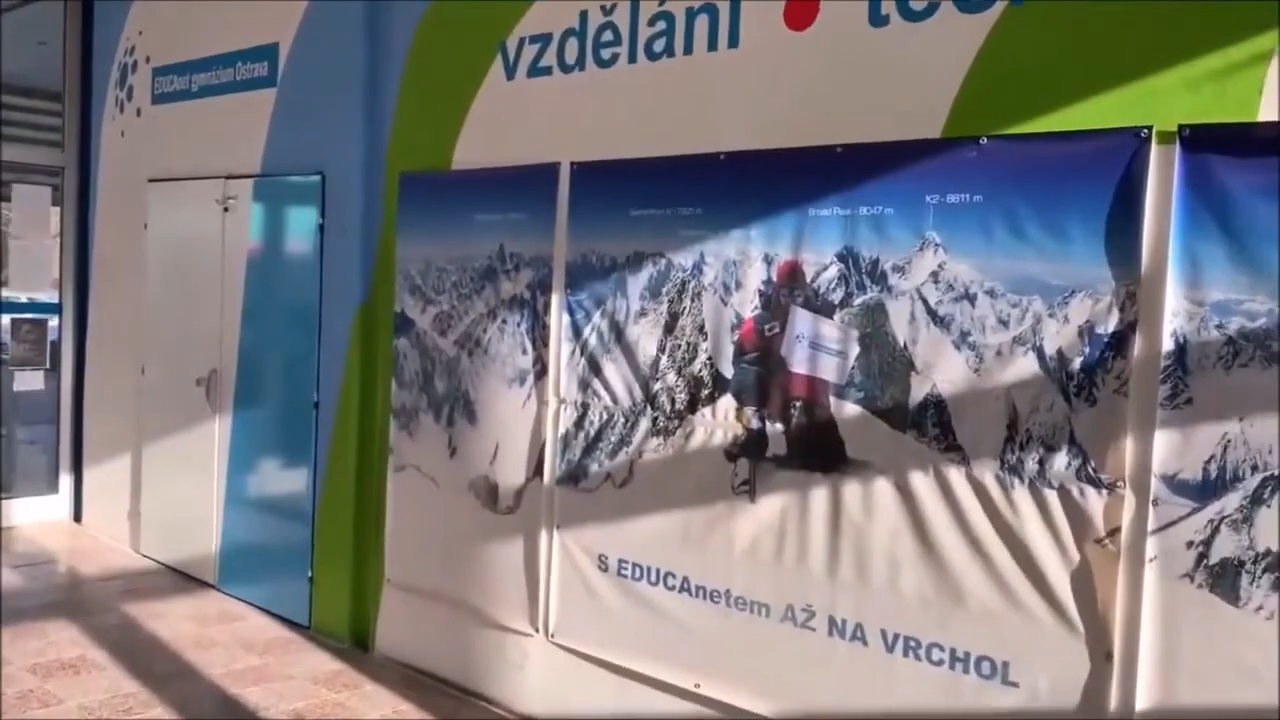 vzdělání
EDUCAnet gymnázium Ostrava
Broad Peak - 8047 m
K2 - 8611 m
S EDUCAnetem AŽ NA VRCHOL